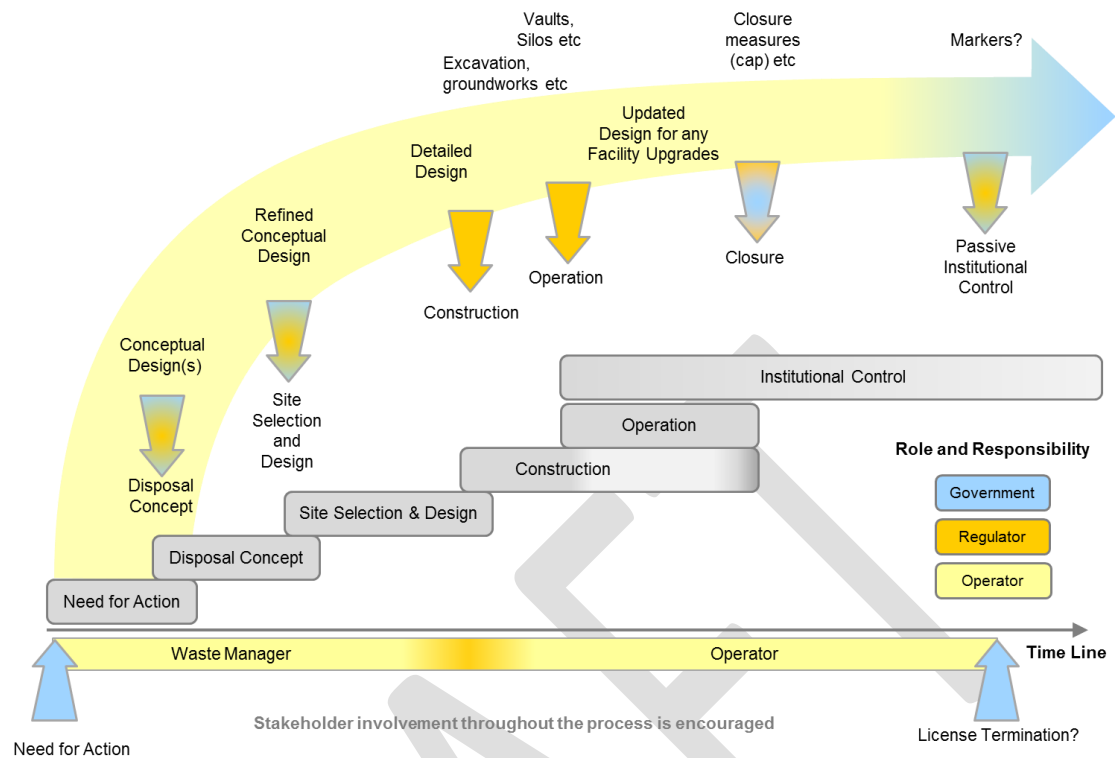 Vaults,
Silos etc
Closure
measures
(cap) etc
Markers?
Excavation,
groundworks etc
Updated
Design for any
Facility Upgrades
Detailed
Design
Refined
Conceptual
Design
Conceptual
Design(s)
Passive
Institutional
Control
Closure
Operation
Construction
Site
Selection
and
Design
Disposal
Concept
Institutional Control
Operation
Construction
Site Selection & Design
Disposal Concept
Need for Action
Role and Responsibility
Government
Regulator
Operator
Waste Manager
Operator
Time Line
Stakeholder involvement throughout the process is encouraged
Need for Action
License Termination?